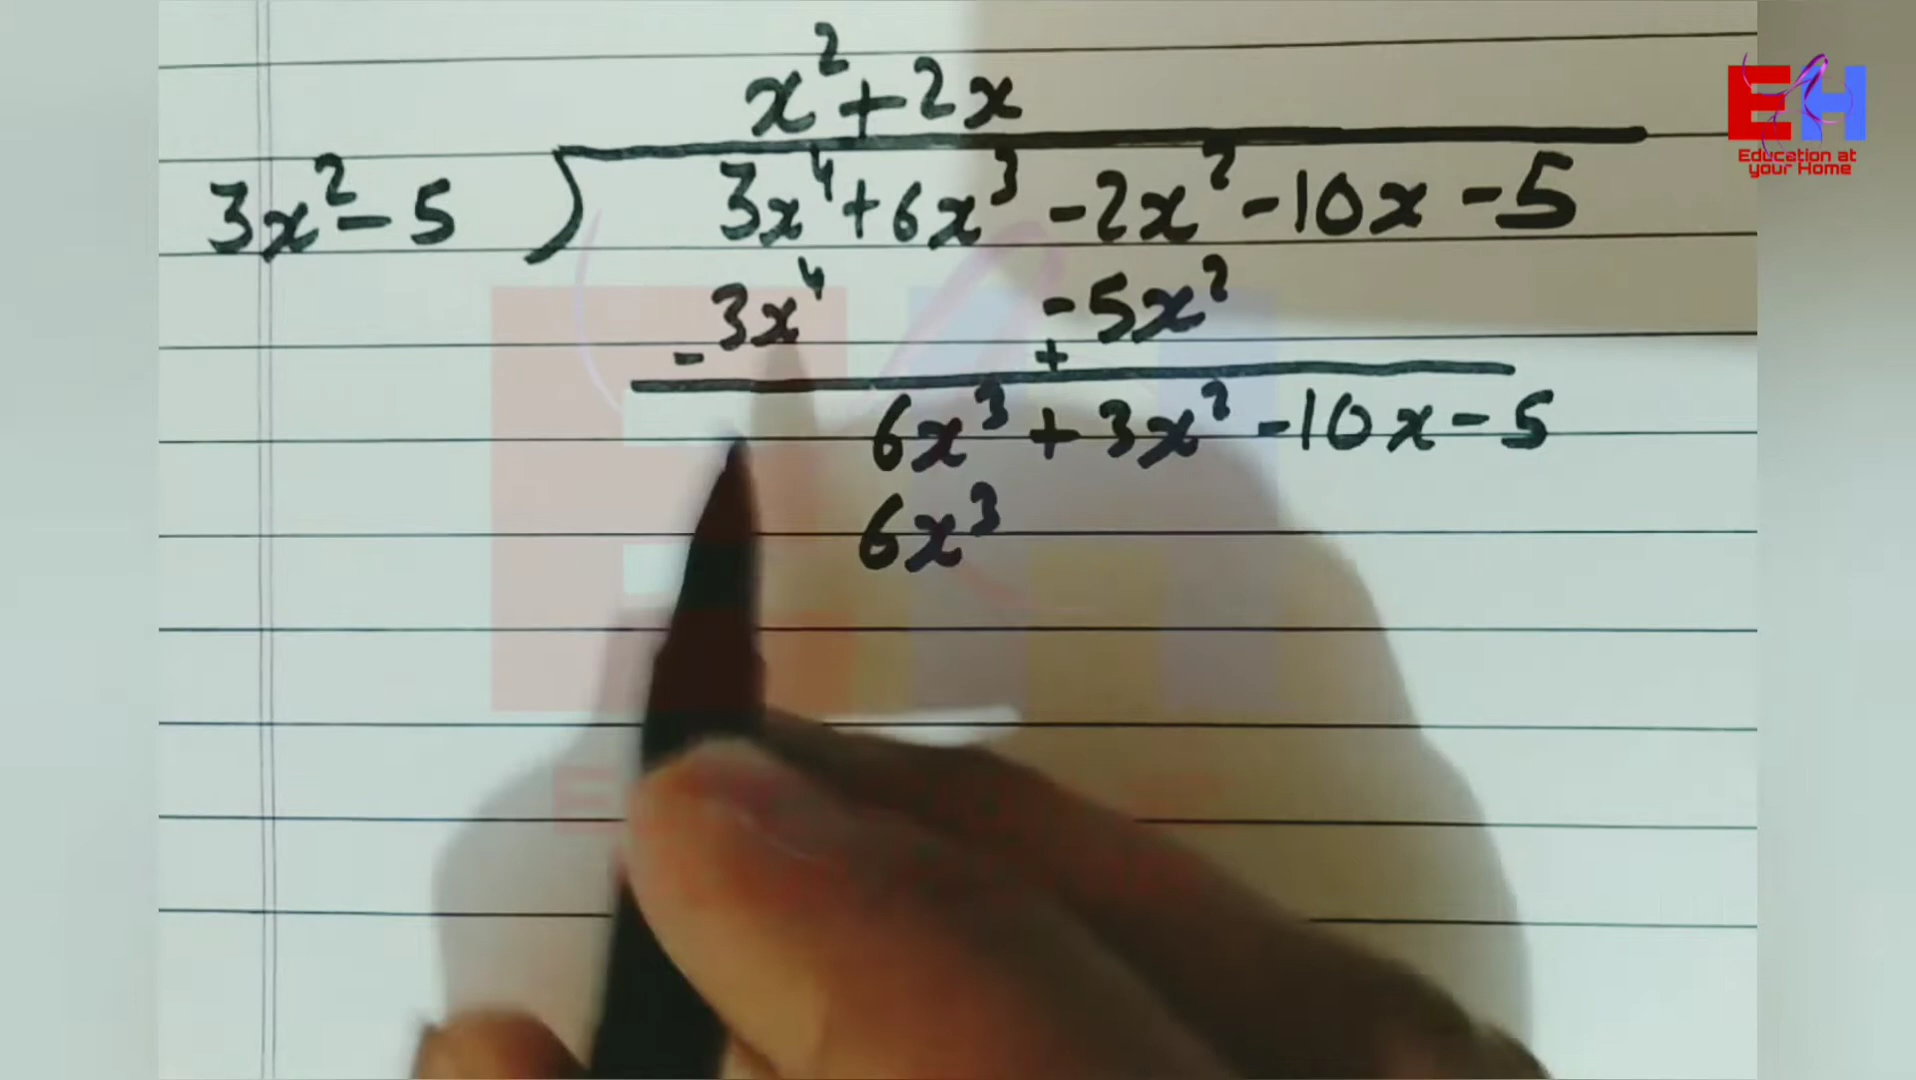 x² + 2x
3x² - 5 ) 3x⁴ + 6x³ - 2x² - 10x - 5
3x⁴ - 5x²
- +
6x³ + 3x² - 10x - 5
6x³
EH
Education at
your Home